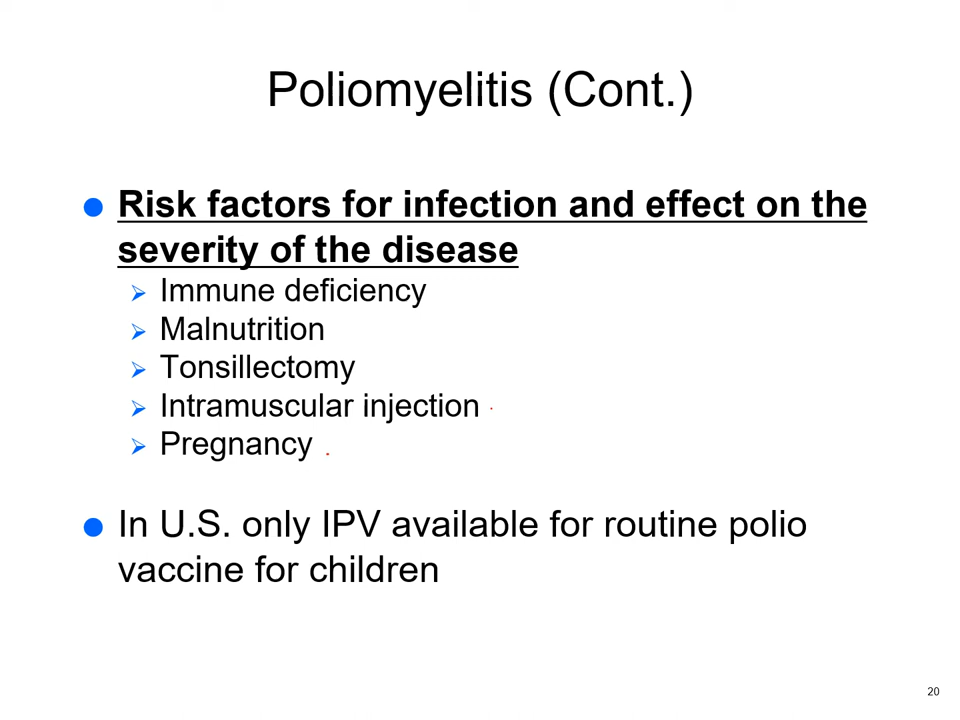 Poliomyelitis (Cont.)
Risk factors for infection and effect on the
severity of the disease
Immune deficiency
Malnutrition
Tonsillectomy
Intramuscular injection
Pregnancy
In U.S. only IPV available for routine polio
vaccine for children
20